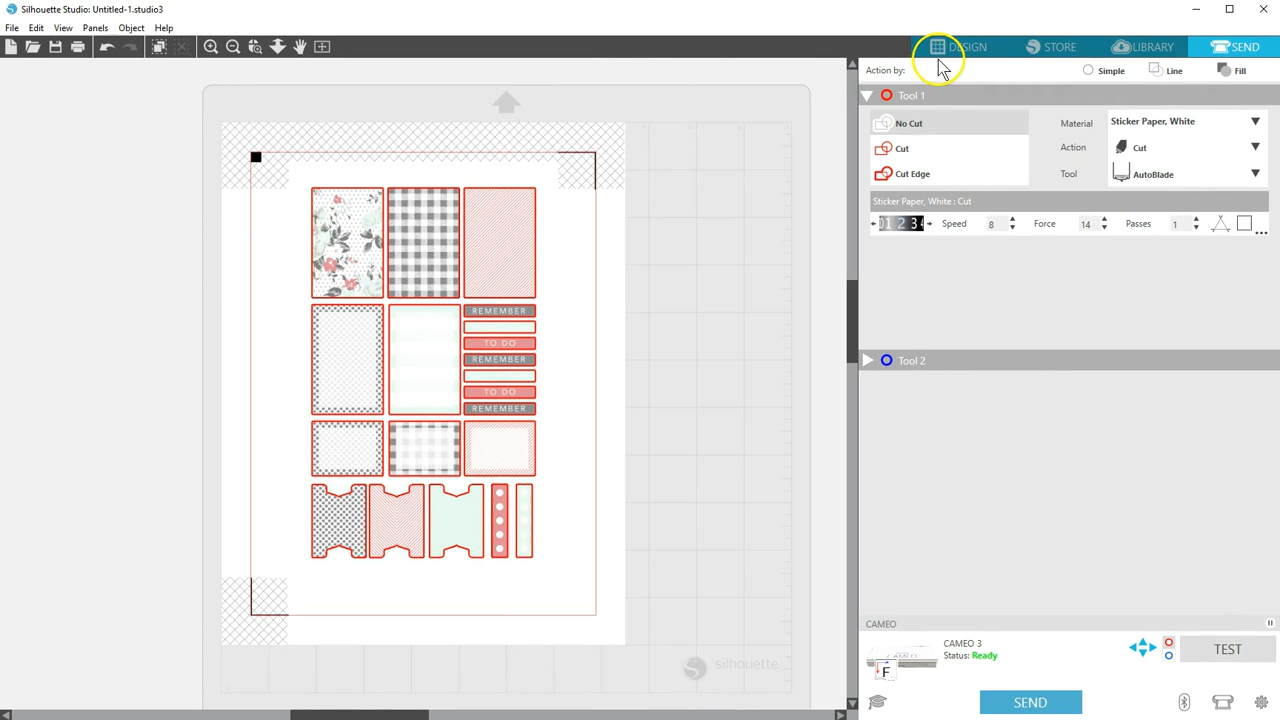 Silhouette Studio: Untitled-1.studio3
File Edit View Panels Object Help
DESIGN STORE LIBRARY SEND
Action by: Simple Line Fill
Tool 1
No Cut Material Sticker Paper, White
Cut Action Cut
Cut Edge Tool AutoBlade
Sticker Paper, White : Cut
1 2 3 Speed 8 Force 14 Passes 1
REMEMBER
TO DO
REMEMBER
TO DO
REMEMBER
Tool 2
silhouette
CAMEO
CAMEO 3
Status: Ready
F
TEST
SEND